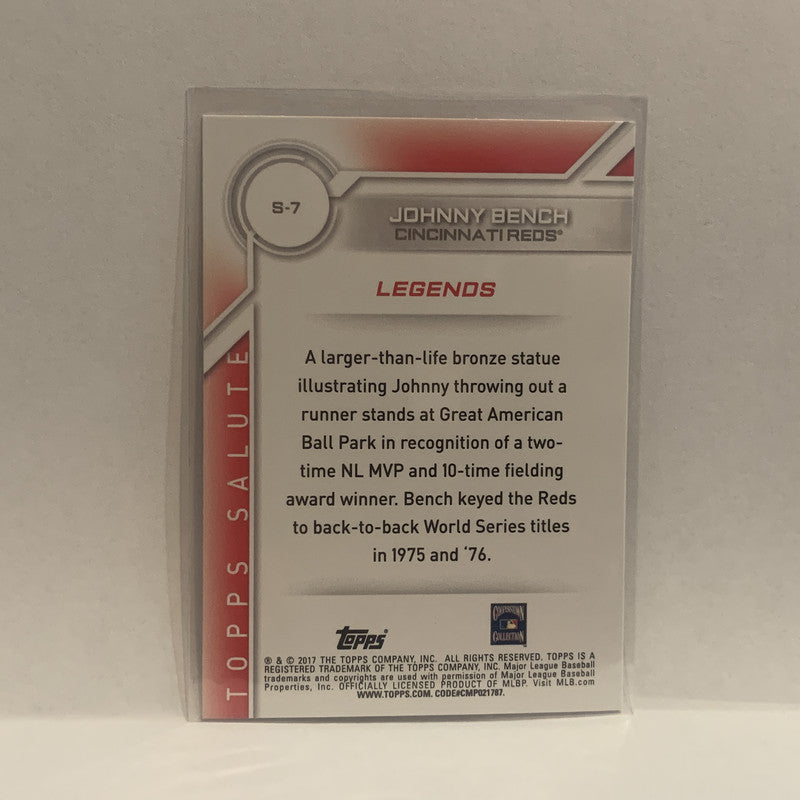 S-7
JOHNNY BENCH
CINCINNATI REDS®
LEGENDS
A larger-than-life bronze statue
illustrating Johnny throwing out a
runner stands at Great American
Ball Park in recognition of a two-
time NL MVP and 10-time fielding
award winner. Bench keyed the Reds
to back-to-back World Series titles
in 1975 and '76.
TOPPS SALUTE
Topps®
COOPERSTOWN
COLLECTION
® & © 2017 THE TOPPS COMPANY, INC. ALL RIGHTS RESERVED. TOPPS IS A
REGISTERED TRADEMARK OF THE TOPPS COMPANY, INC. Major League Baseball
trademarks and copyrights are used with permission of Major League Baseball
Properties, Inc. OFFICIALLY LICENSED PRODUCT OF MLBP. Visit MLB.com
WWW.TOPPS.COM. CODE#CMP021787.